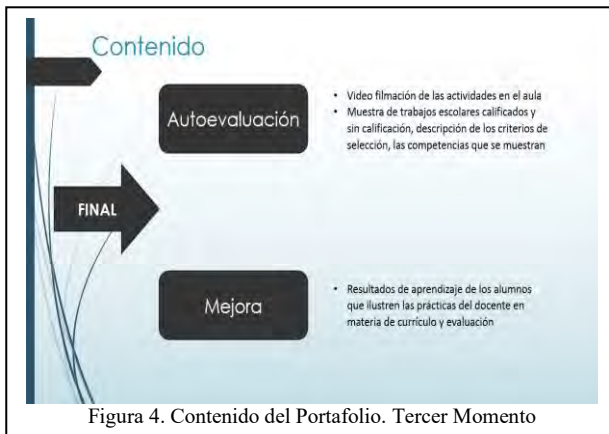 Contenido
Autoevaluación
• Video filmación de las actividades en el aula
• Muestra de trabajos escolares calificados y
sin calificación, descripción de los criterios de
selección, las competencias que se muestran
FINAL
Mejora
• Resultados de aprendizaje de los alumnos
que ilustren las prácticas del docente en
materia de currículo y evaluación
Figura 4. Contenido del Portafolio. Tercer Momento